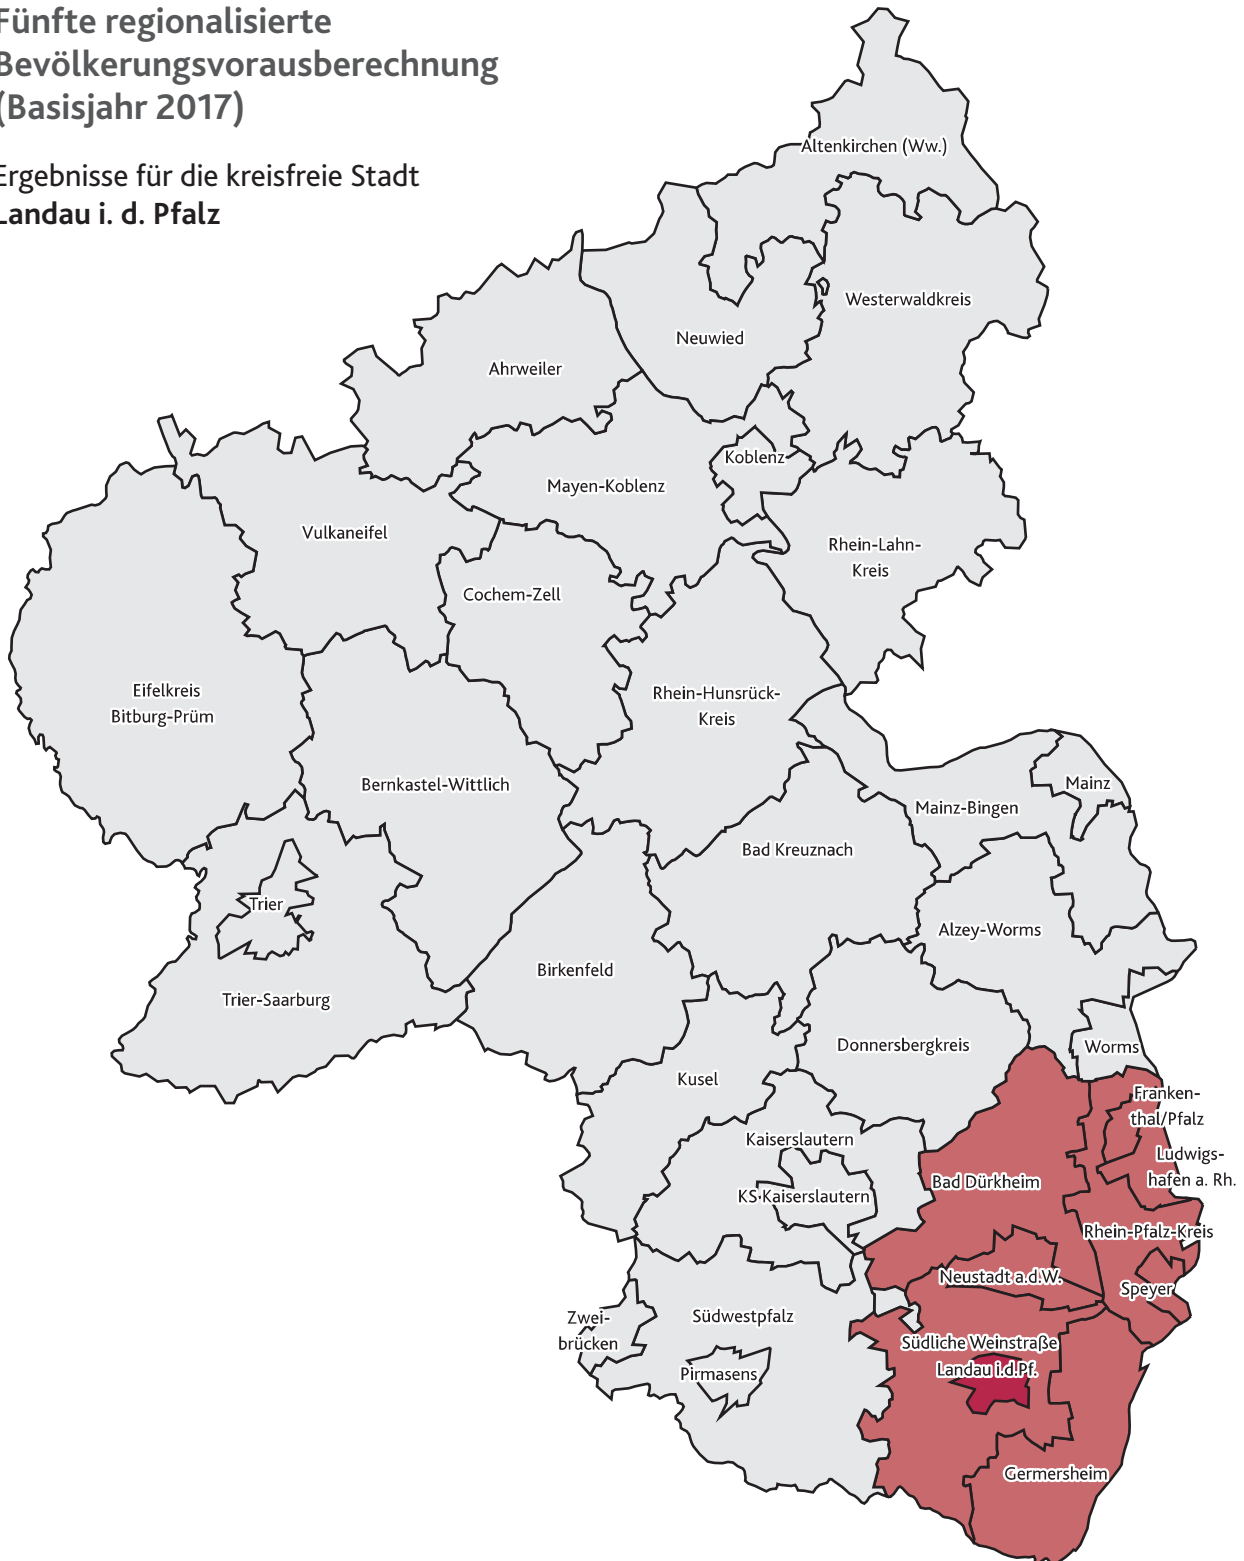 Fünfte regionalisierte
Bevölkerungsvorausberechnung
(Basisjahr 2017)
Ergebnisse für die kreisfreie Stadt
Landau i. d. Pfalz
Altenkirchen (Ww.)
Westerwaldkreis
Neuwied
Ahrweiler
Koblenz
Mayen-Koblenz
Vulkaneifel
Rhein-Lahn-
Kreis
Cochem-Zell
Eifelkreis
Bitburg-Prüm
Rhein-Hunsrück-
Kreis
Bernkastel-Wittlich
Mainz
Mainz-Bingen
Bad Kreuznach
Trier
Alzey-Worms
Birkenfeld
Trier-Saarburg
Donnersbergkreis
Worms
Kusel
Franken-
thal/Pfalz
Kaiserslautern
Ludwigs-
hafen a. Rh.
Bad Dürkheim
KS-Kaiserslautern
Rhein-Pfalz-Kreis
Neustadt a.d.W.
Speyer
Zwei-
brücken
Südwestpfalz
Südliche Weinstraße
Landau i.d.Pf.
Pirmasens
Germersheim